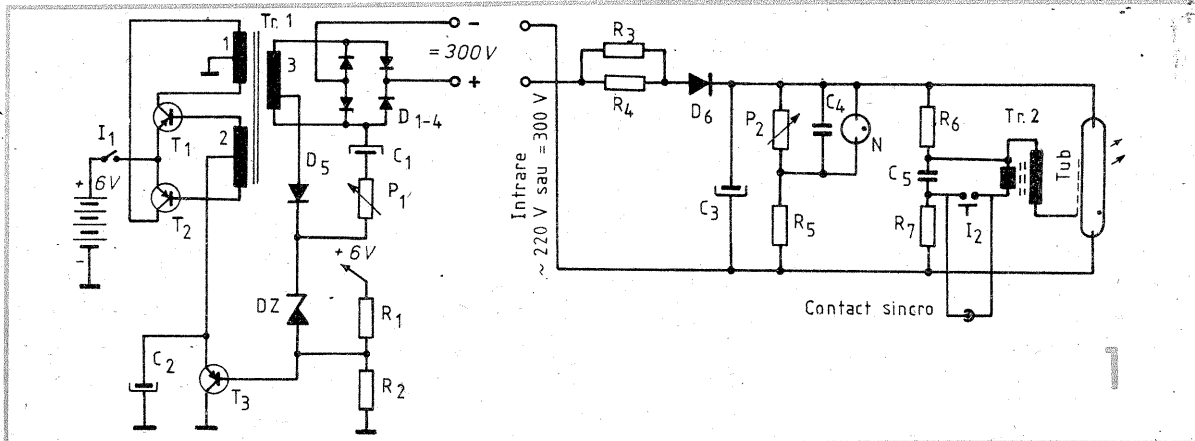 Tr. 1
1
2
3
I1
+ 6V
-
T1
T2
T3
C2
D5
DZ
D1-4
C1
P1
+ 6V
R1
R2
-
= 300 V
+
Intrare
~ 220 V sau = 300 V
R3
R4
D6
C3
P2
C4
N
R5
R6
C5
R7
I2
Tr. 2
Tub
Contact sincro
1